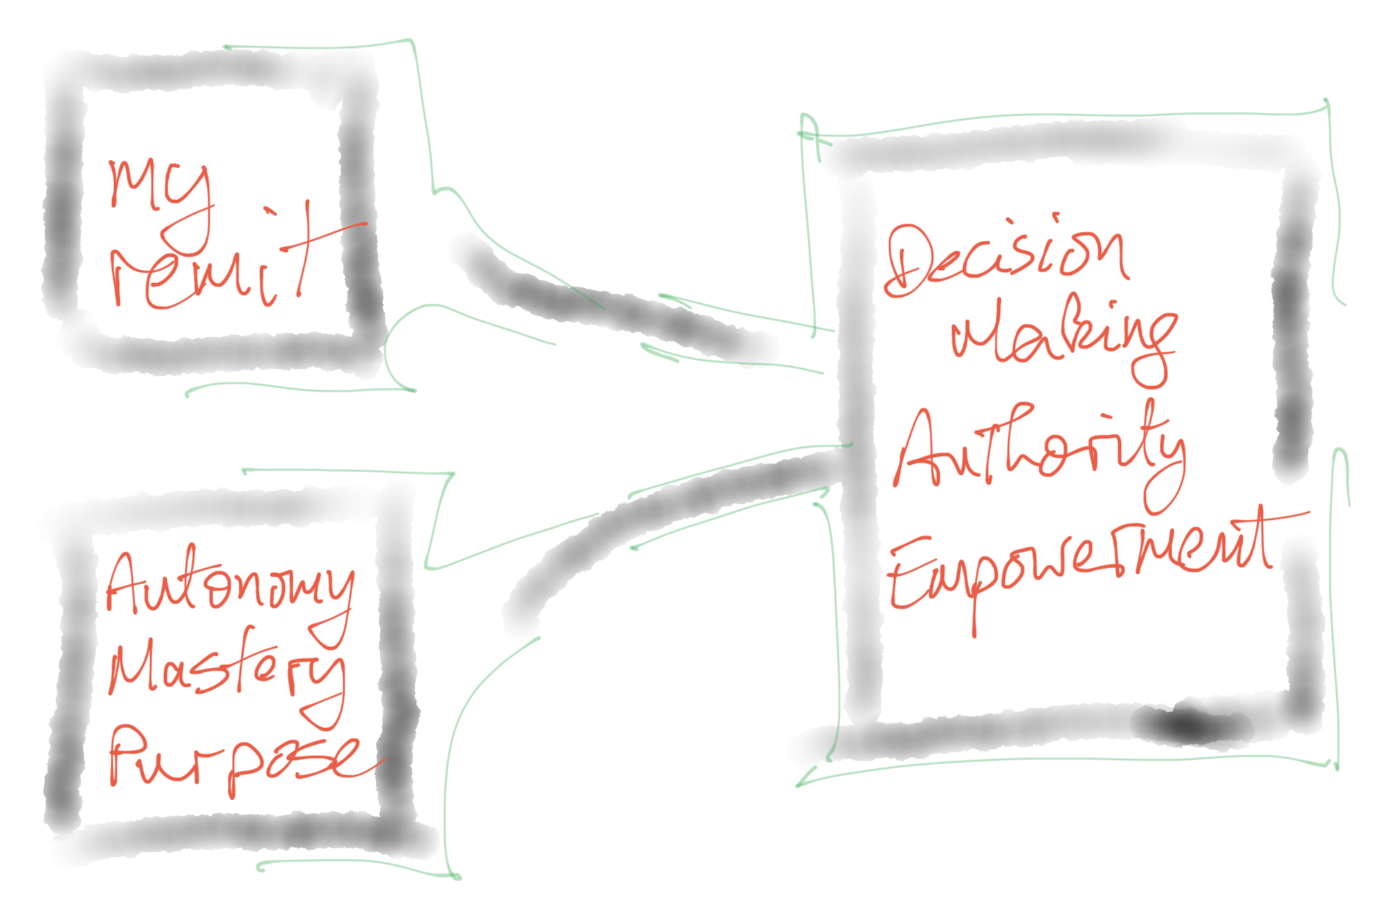 My
remit
Autonomy
Mastery
Purpose
Decision
Making
Authority
Empowerment